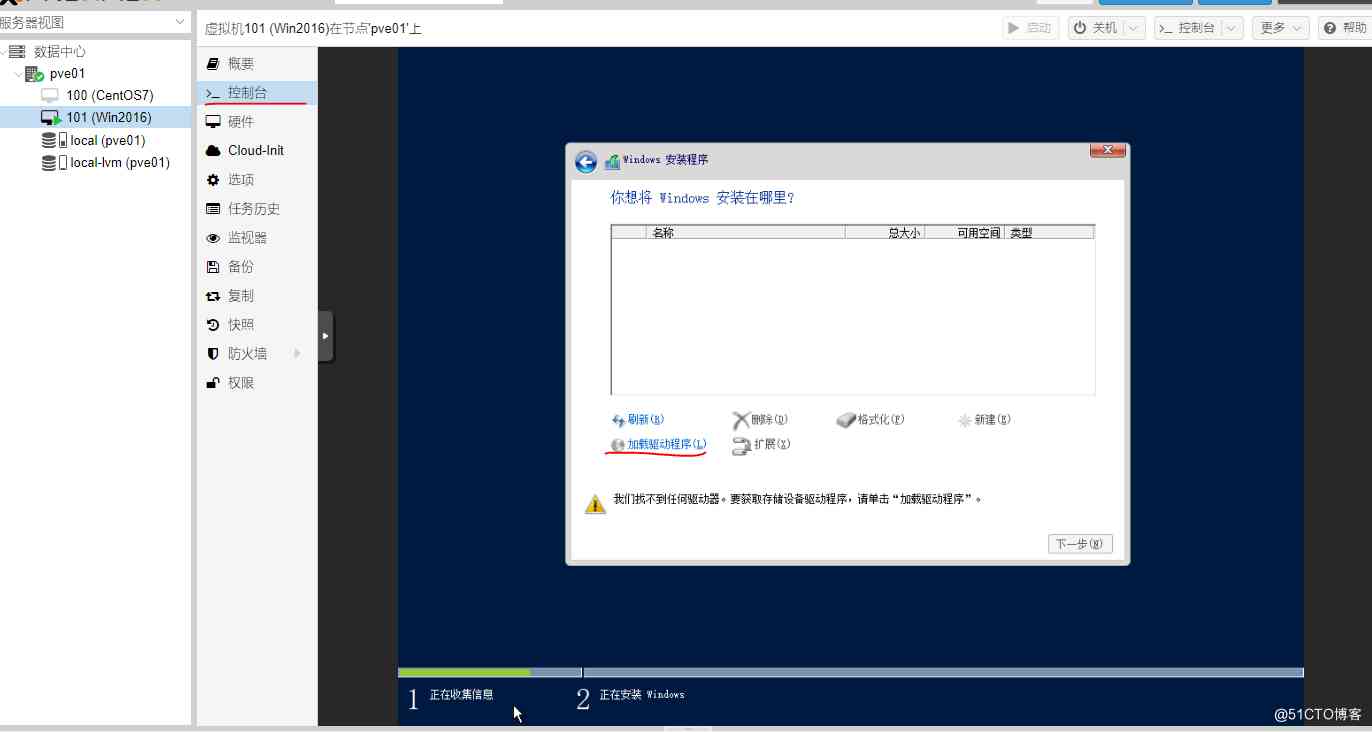 服务器视图
虚拟机101 (Win2016)在节点'pve01'上
启动
关机
控制台
更多
帮助
数据中心
pve01
100 (CentOS7)
101 (Win2016)
local (pve01)
local-lvm (pve01)
概要
控制台
硬件
Cloud-Init
选项
任务历史
监视器
备份
复制
快照
防火墙
权限
Windows 安装程序
你想将 Windows 安装在哪里?
名称 总大小 可用空间 类型
刷新(R) 删除(D) 格式化(F) 新建(E)
加载驱动程序(L) 扩展(X)
我们找不到任何驱动器。要获取存储设备驱动程序，请单击“加载驱动程序”。
下一步(N)
1 正在收集信息 2 正在安装 Windows
@51CTO博客